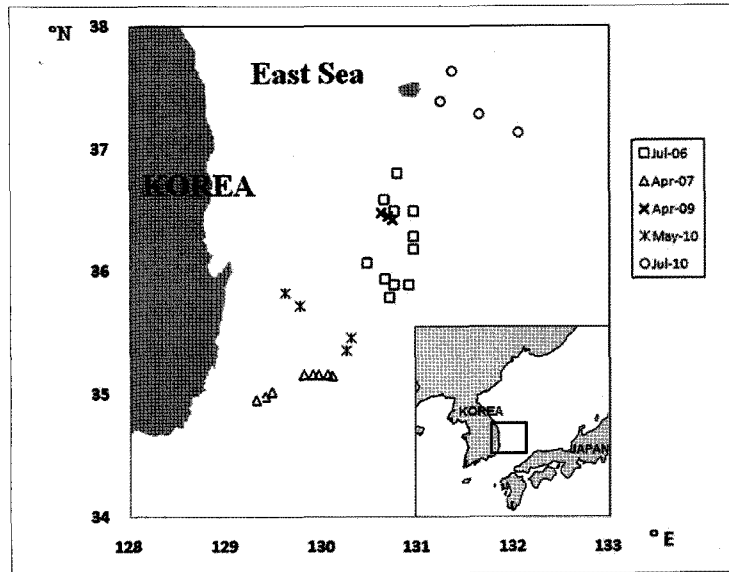 °N
38
East Sea
37
KOREA
36
35
34
128
129
130
131
132
133
° E
Jul-06
Apr-07
Apr-09
May-10
Jul-10
KOREA
JAPAN